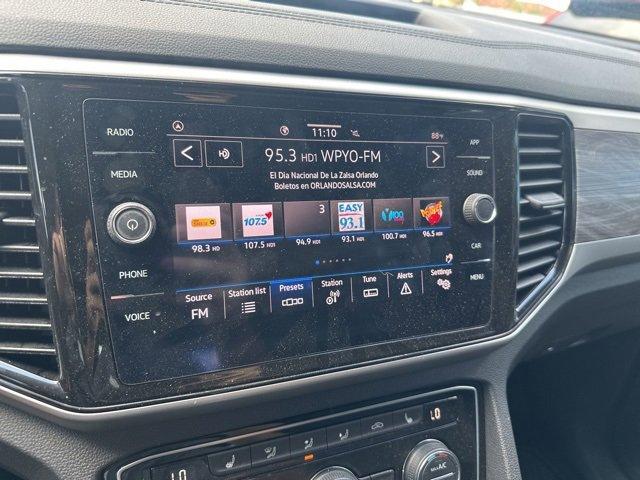 RADIO
MEDIA
PHONE
VOICE
11:10
88°F
95.3 HD1 WPYO-FM
El Dia Nacional De La Zalsa Orlando
Boletos en ORLANDOSALSA.COM
107.5
3
EASY
93.1
Y100
98.3 HD
107.5 HD1
94.9 HD1
93.1 HD1
100.7 HD1
96.5 HD1
Source
FM
Station list
Presets
Station
Tune
Alerts
Settings
APP
SOUND
CAR
MENU
LO
LO
A/C